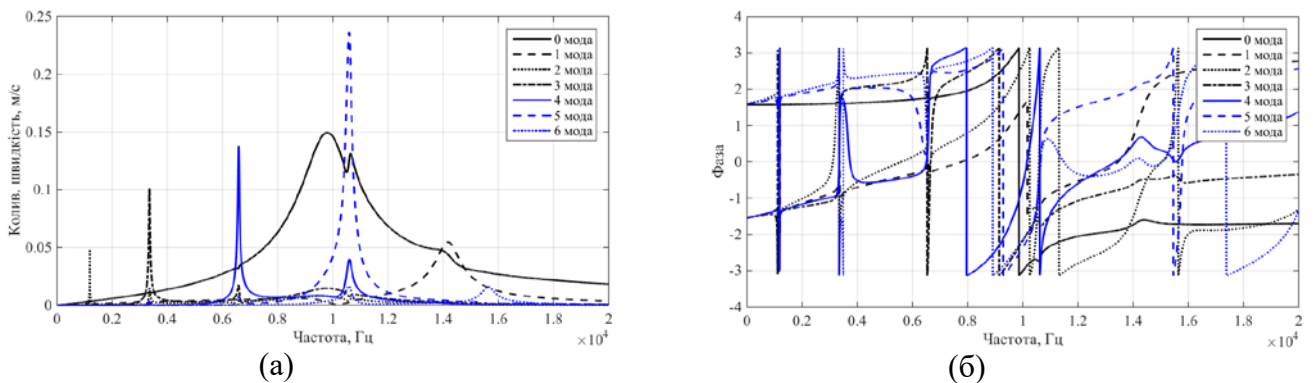 0.25
0.2
0.15
0.1
0.05
0
Колив. швидкість, м/с
0 мода
1 мода
2 мода
3 мода
4 мода
5 мода
6 мода
0 0.2 0.4 0.6 0.8 1 1.2 1.4 1.6 1.8 2
Частота, Гц
×10⁴
(а)
4
3
2
1
0
-1
-2
-3
-4
Фаза
0 мода
1 мода
2 мода
3 мода
4 мода
5 мода
6 мода
0 0.2 0.4 0.6 0.8 1 1.2 1.4 1.6 1.8 2
Частота, Гц
×10⁴
(б)